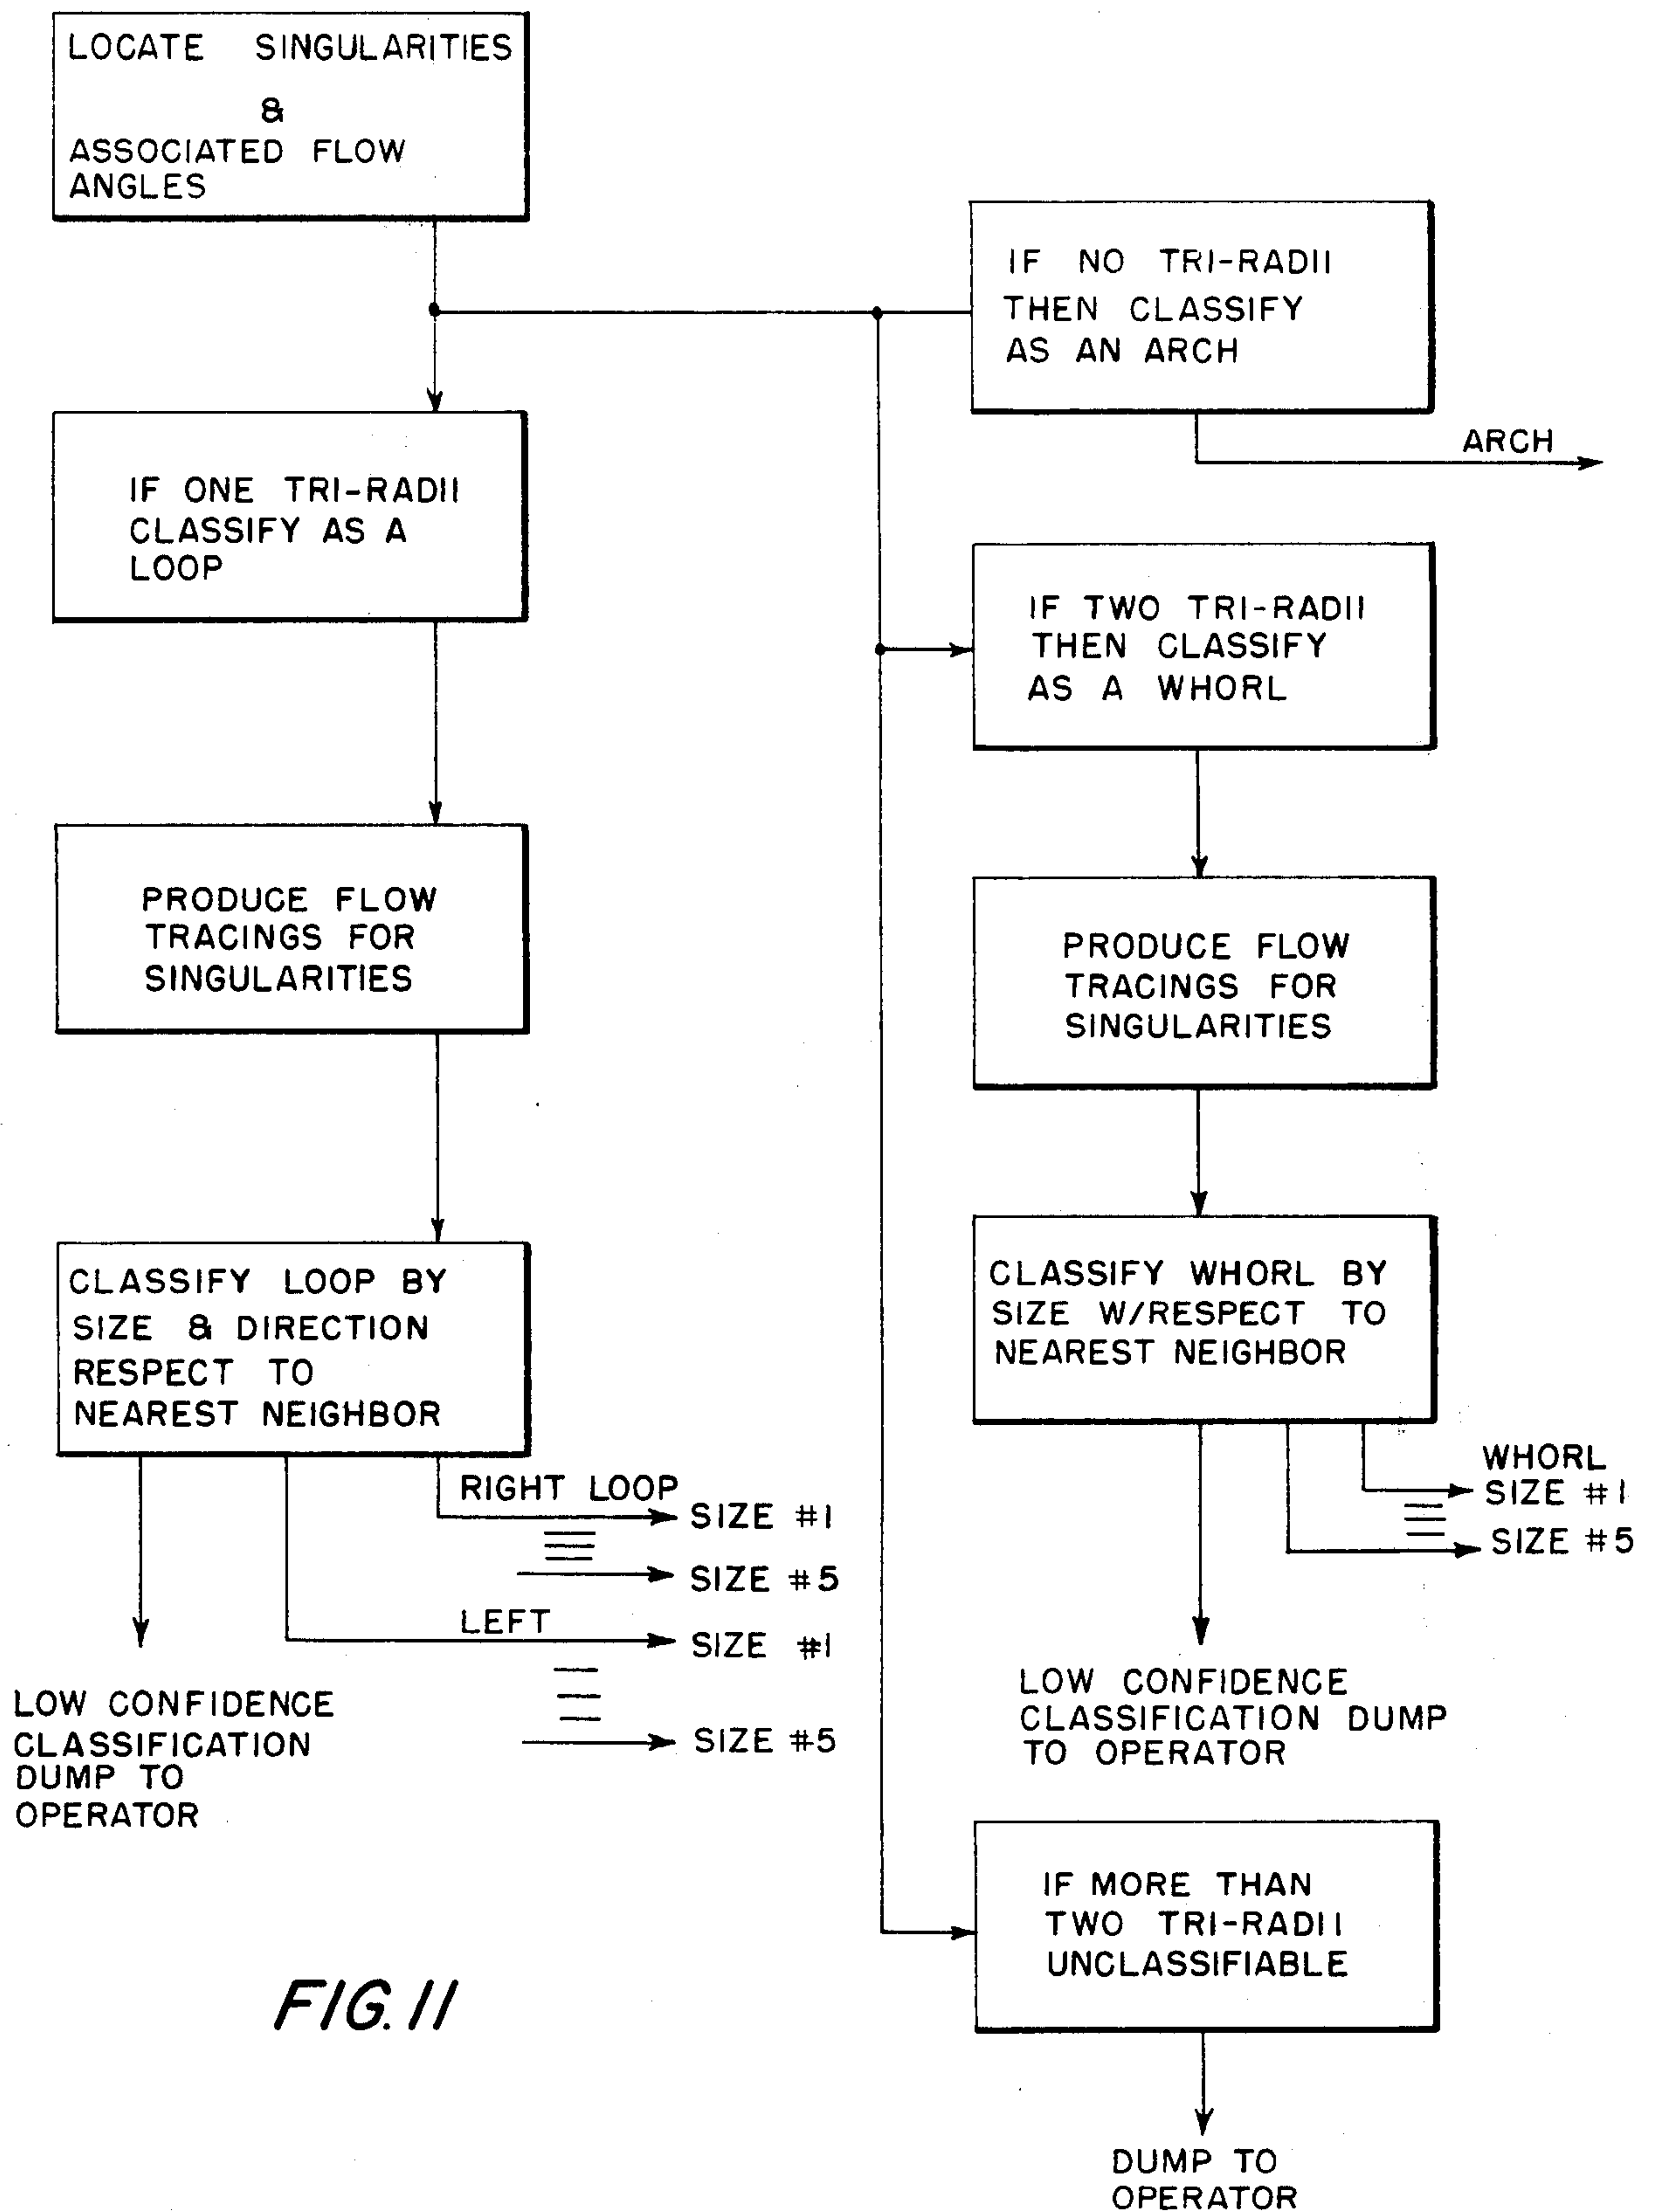 LOCATE SINGULARITIES
&
ASSOCIATED FLOW
ANGLES
IF NO TRI-RADII
THEN CLASSIFY
AS AN ARCH
ARCH
IF ONE TRI-RADII
CLASSIFY AS A
LOOP
IF TWO TRI-RADII
THEN CLASSIFY
AS A WHORL
PRODUCE FLOW
TRACINGS FOR
SINGULARITIES
PRODUCE FLOW
TRACINGS FOR
SINGULARITIES
CLASSIFY LOOP BY
SIZE & DIRECTION
RESPECT TO
NEAREST NEIGHBOR
CLASSIFY WHORL BY
SIZE W/RESPECT TO
NEAREST NEIGHBOR
RIGHT LOOP
SIZE #1
SIZE #5
LEFT
SIZE #1
SIZE #5
WHORL
SIZE #1
SIZE #5
LOW CONFIDENCE
CLASSIFICATION
DUMP TO
OPERATOR
LOW CONFIDENCE
CLASSIFICATION DUMP
TO OPERATOR
IF MORE THAN
TWO TRI-RADII
UNCLASSIFIABLE
DUMP TO
OPERATOR
FIG. 11